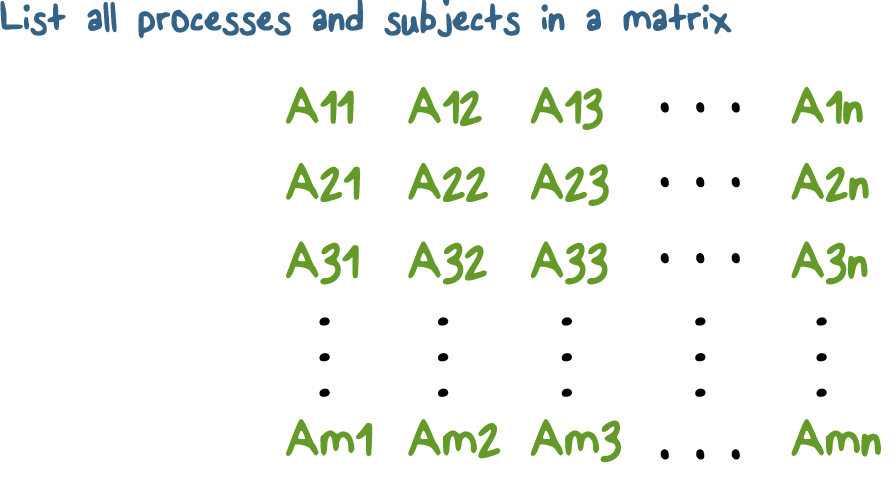 List all processes and subjects in a matrix
A11 A12 A13 . . . A1n
A21 A22 A23 . . . A2n
A31 A32 A33 . . . A3n
. . . . .
. . . . .
. . . . .
Am1 Am2 Am3 . . . Amn